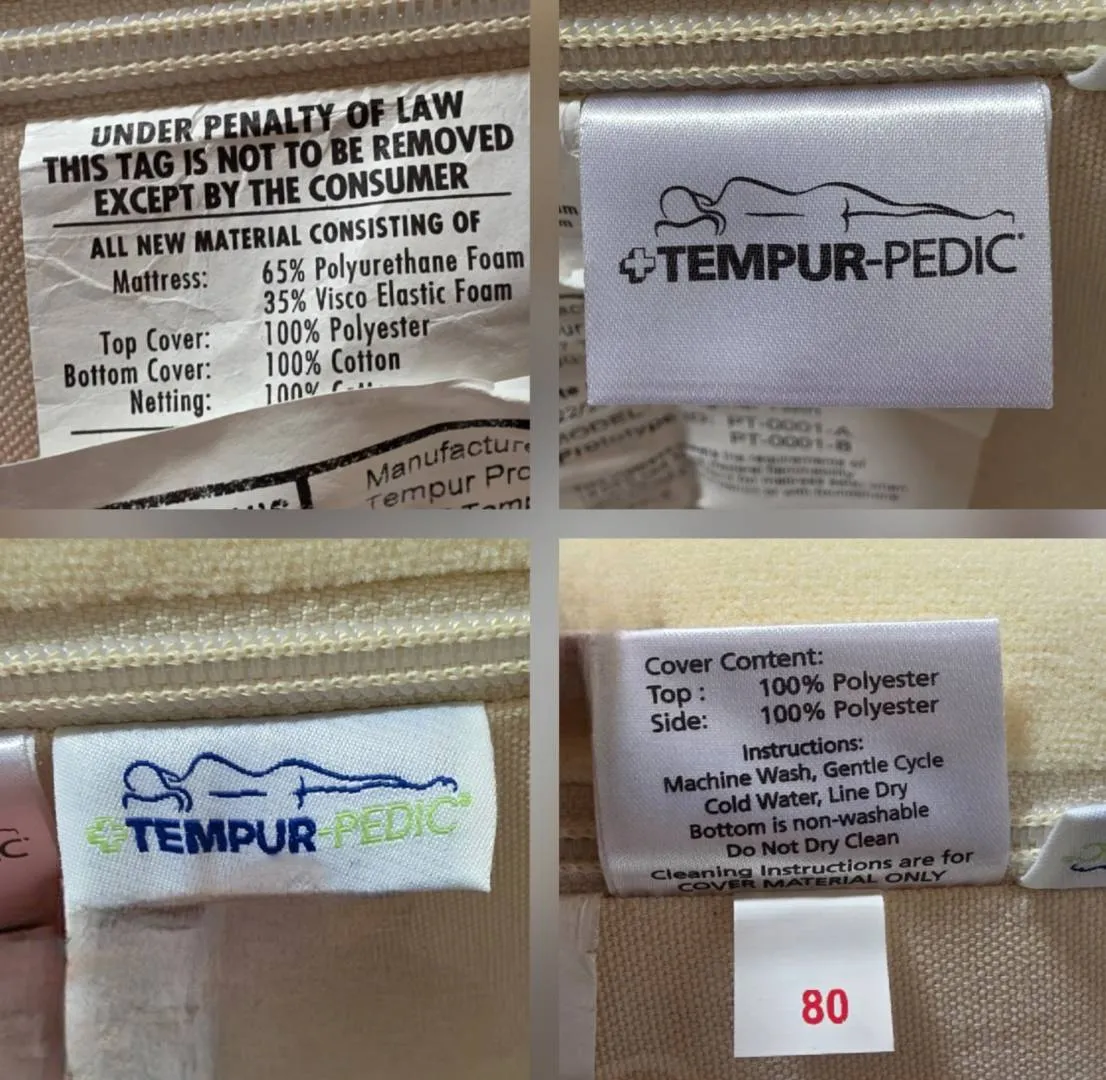 UNDER PENALTY OF LAW
THIS TAG IS NOT TO BE REMOVED
EXCEPT BY THE CONSUMER
ALL NEW MATERIAL CONSISTING OF
Mattress: 65% Polyurethane Foam
35% Visco Elastic Foam
Top Cover: 100% Polyester
Bottom Cover: 100% Cotton
Netting: 100%
Manufacture
Tempur Pro
TEMPUR-PEDIC
Prototype
PT-0001-A
PT-0001-B
TEMPUR-PEDIC®
Cover Content:
Top : 100% Polyester
Side: 100% Polyester
Instructions:
Machine Wash, Gentle Cycle
Cold Water, Line Dry
Bottom is non-washable
Do Not Dry Clean
Cleaning Instructions are for
COVER MATERIAL ONLY
80